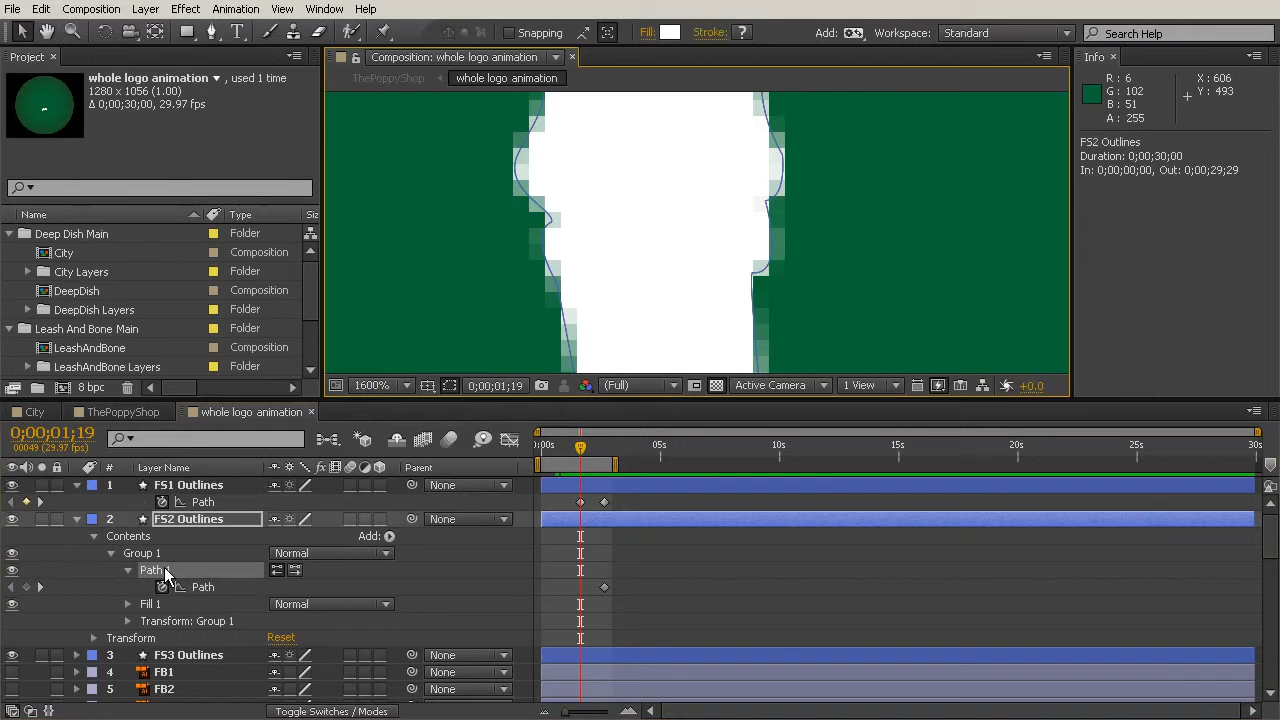 File Edit Composition Layer Effect Animation View Window Help
Snapping Fill: Stroke: ? Add: Workspace: Standard Search Help
Project Composition: whole logo animation Info
whole logo animation , used 1 time
1280 x 1056 (1.00)
Δ 0;00;30;00, 29.97 fps
ThePoppyShop whole logo animation
R : 6
G : 102
B : 51
A : 255
X : 606
Y : 493
FS2 Outlines
Duration: 0;00;30;00
In: 0;00;00;00, Out: 0;00;29;29
Name Type Siz
Deep Dish Main Folder
City Composition
City Layers Folder
DeepDish Composition
DeepDish Layers Folder
Leash And Bone Main Folder
LeashAndBone Composition
LeashAndBone Layers Folder
8 bpc
1600% 0;00;01;19 (Full) Active Camera 1 View +0.0
City ThePoppyShop whole logo animation
0;00;01;19
00049 (29.97 fps)
0:00s 05s 10s 15s 20s 25s 30s
# Layer Name fx Parent
1 FS1 Outlines None
Path
2 FS2 Outlines None
Contents Add:
Group 1 Normal
Path
Path
Fill 1 Normal
Transform: Group 1
Transform Reset
3 FS3 Outlines None
4 FB1 None
5 FB2 None
Toggle Switches / Modes